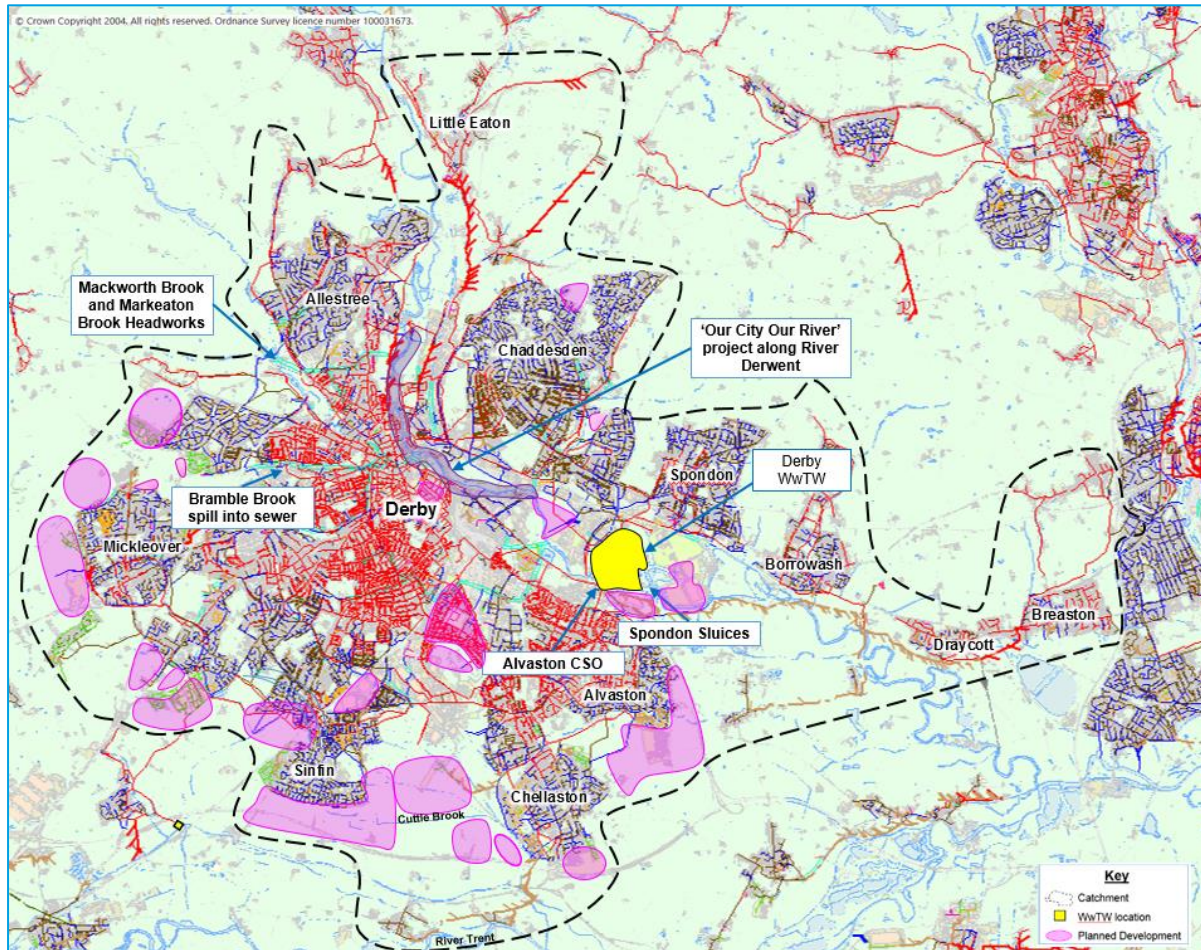 © Crown Copyright 2004. All rights reserved. Ordnance Survey licence number 100031673.
Little Eaton
Mackworth Brook
and Markeaton
Brook Headworks
Allestree
'Our City Our River'
project along River
Derwent
Chaddesden
Spondon
Derby
WwTW
Bramble Brook
spill into sewer
Derby
Mickleover
Borrowash
Breaston
Draycott
Spondon Sluices
Alvaston CSO
Alvaston
Sinfin
Chellaston
Cuttle Brook
River Trent
Key
Catchment
WwTW location
Planned Development